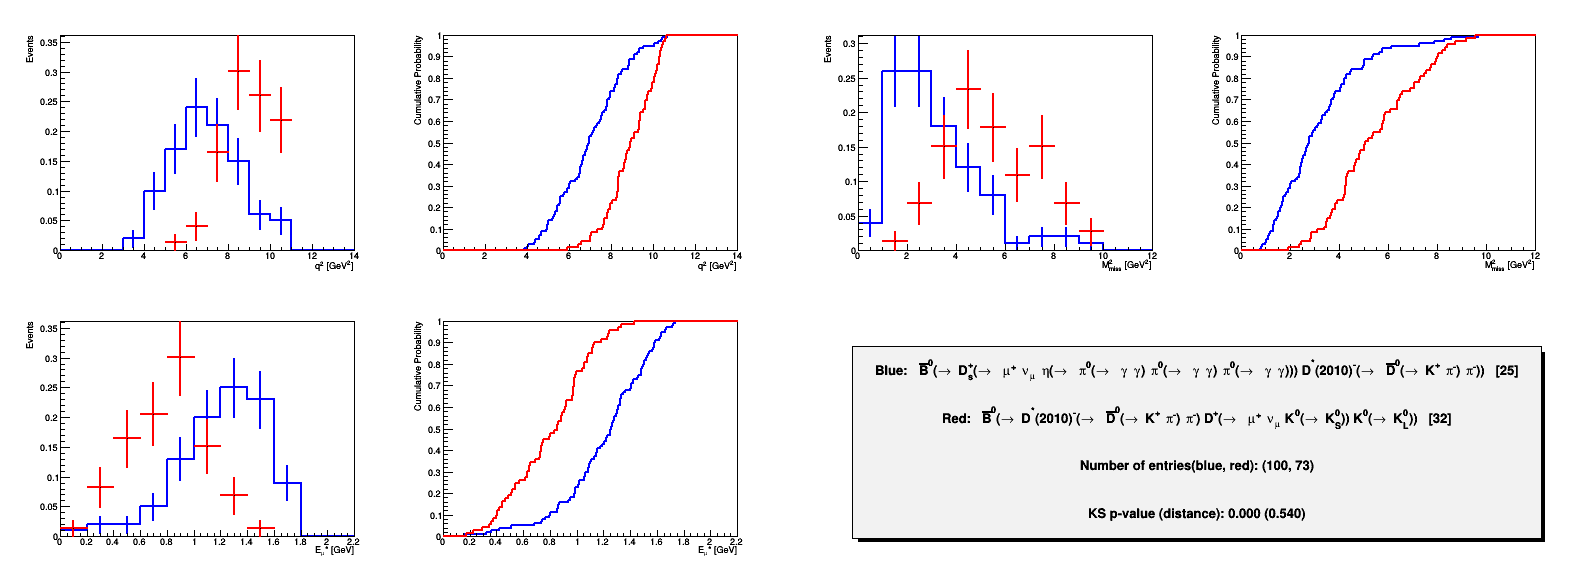 Events
0.35
0.3
0.25
0.2
0.15
0.1
0.05
0
0 2 4 6 8 10 12 14
q² [GeV²]
Cumulative Probability
1
0.9
0.8
0.7
0.6
0.5
0.4
0.3
0.2
0.1
0
0 2 4 6 8 10 12 14
q² [GeV²]
Events
0.3
0.25
0.2
0.15
0.1
0.05
0
0 2 4 6 8 10 12
M²miss [GeV²]
Cumulative Probability
1
0.9
0.8
0.7
0.6
0.5
0.4
0.3
0.2
0.1
0
0 2 4 6 8 10 12
M²miss [GeV²]
Events
0.35
0.3
0.25
0.2
0.15
0.1
0.05
0
0 0.2 0.4 0.6 0.8 1 1.2 1.4 1.6 1.8 2 2.2
Eμ* [GeV]
Cumulative Probability
1
0.9
0.8
0.7
0.6
0.5
0.4
0.3
0.2
0.1
0
0 0.2 0.4 0.6 0.8 1 1.2 1.4 1.6 1.8 2 2.2
Eμ* [GeV]
Blue: B̅⁰(→ Dₛ⁺(→ μ⁺ νμ η(→ π⁰(→ γ γ) π⁰(→ γ γ) π⁰(→ γ γ))) D*(2010)⁻(→ D̅⁰(→ K⁺ π⁻) π⁻)) [25]
Red: B̅⁰(→ D*(2010)⁻(→ D̅⁰(→ K⁺ π⁻) π⁻) D⁺(→ μ⁺ νμ K⁰(→ K⁰S)) K⁰(→ K⁰L)) [32]
Number of entries(blue, red): (100, 73)
KS p-value (distance): 0.000 (0.540)